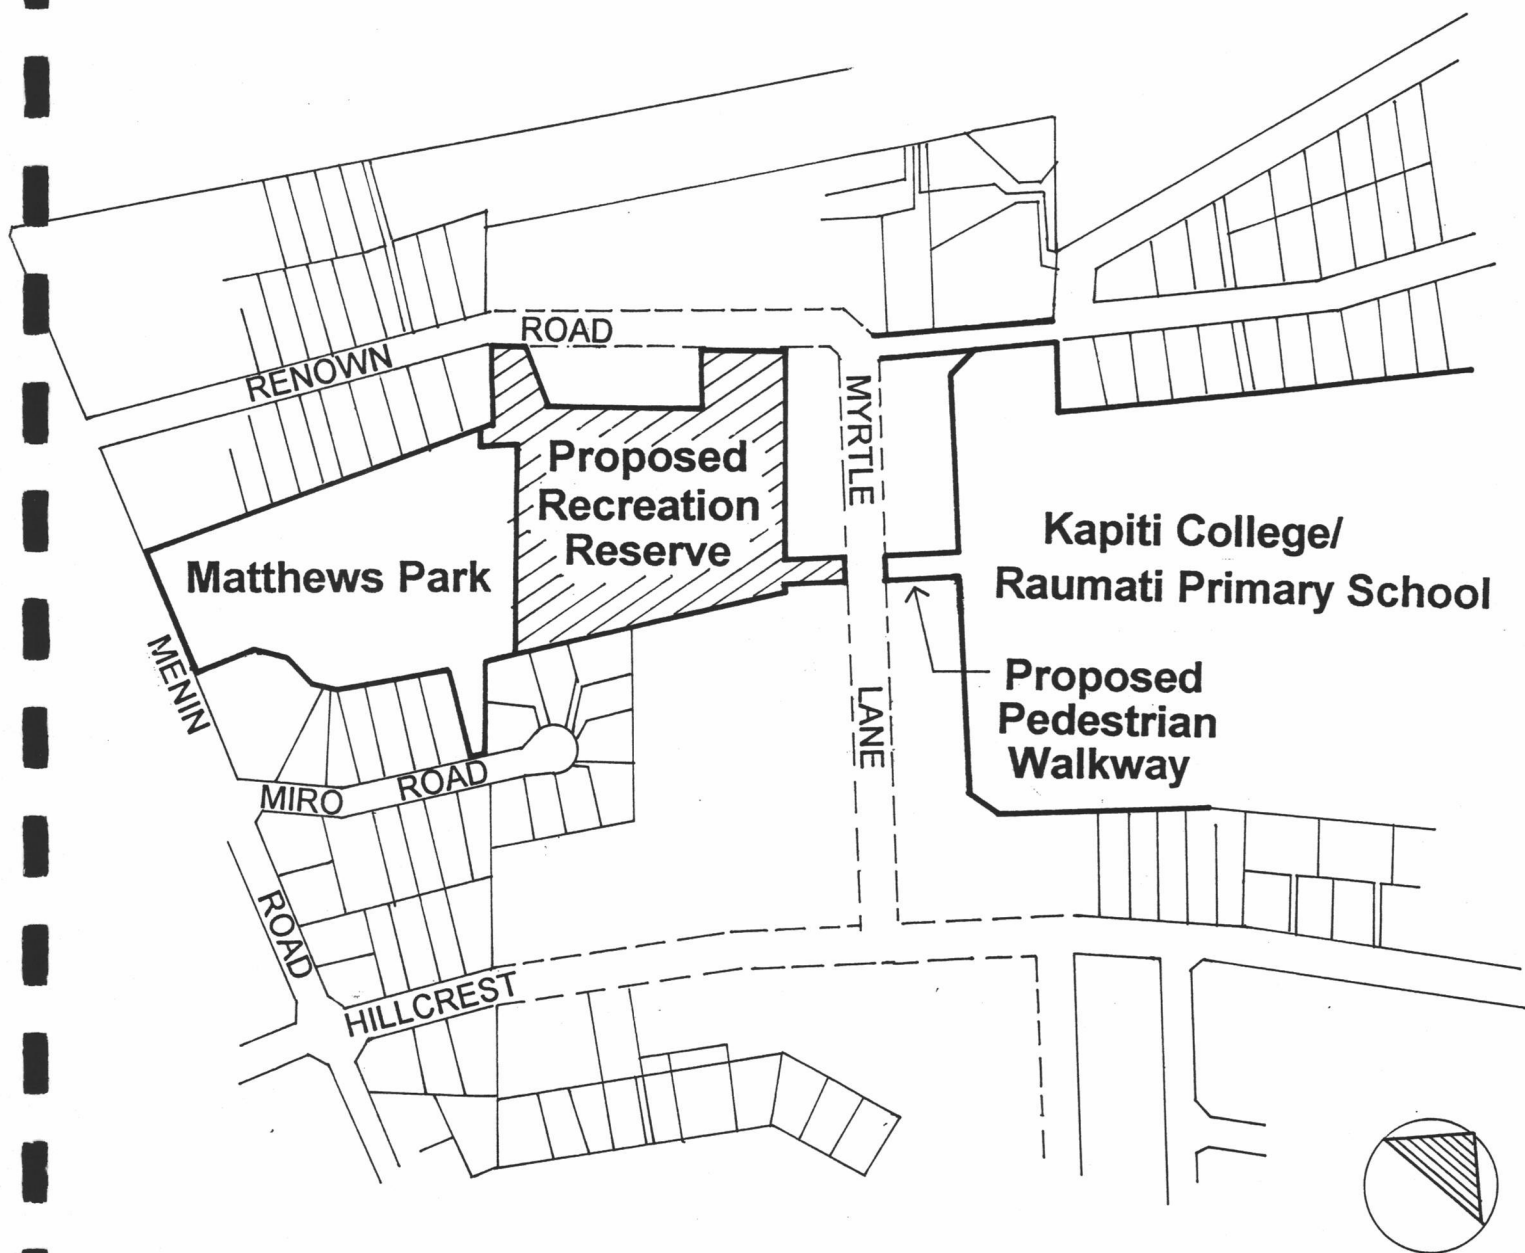 ROAD
RENOWN
MYRTLE
Proposed
Recreation
Reserve
Kapiti College/
Raumati Primary School
Matthews Park
MENIN
Proposed
Pedestrian
Walkway
LANE
MIRO ROAD
ROAD
HILLCREST